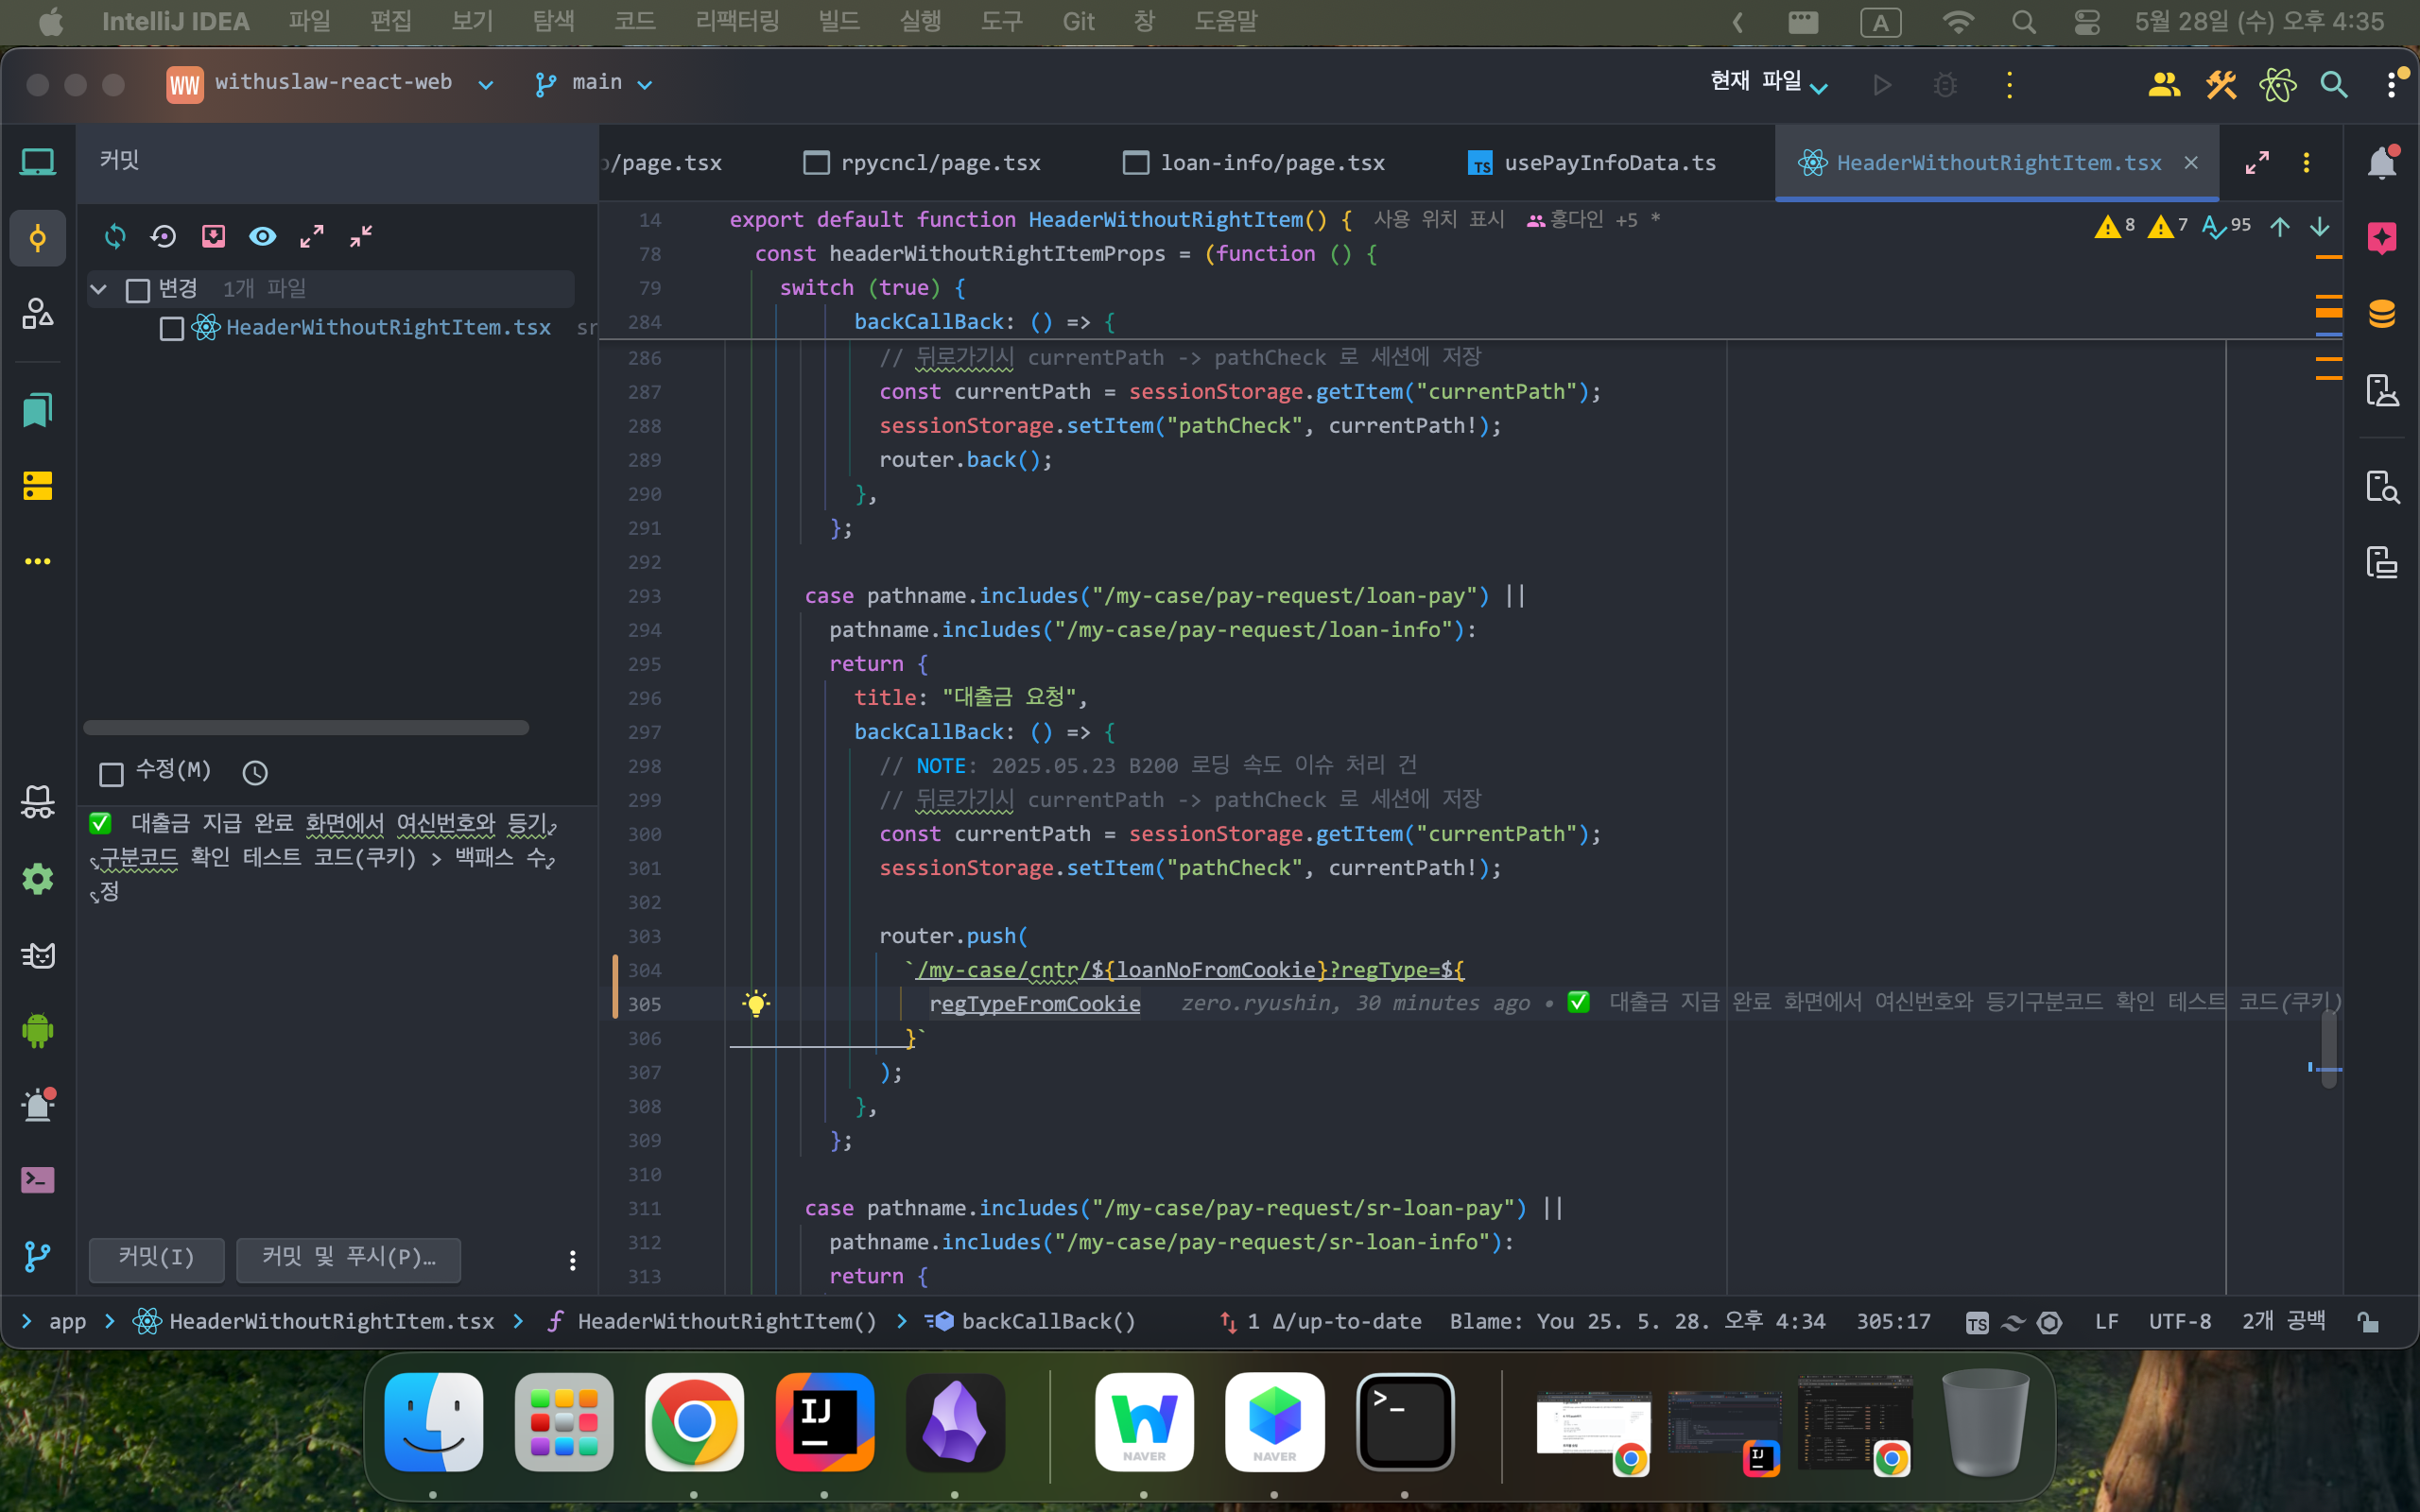 IntelliJ IDEA 파일 편집 보기 탐색 코드 리팩터링 빌드 실행 도구 Git 창 도움말 A 5월 28일 (수) 오후 4:35
WW withuslaw-react-web main 현재 파일
커밋
/page.tsx rpycncl/page.tsx loan-info/page.tsx TS usePayInfoData.ts HeaderWithoutRightItem.tsx
변경 1개 파일
HeaderWithoutRightItem.tsx sr
수정(M)
✅ 대출금 지급 완료 화면에서 여신번호와 등기
구분코드 확인 테스트 코드(쿠키) > 백패스 수
정
커밋(I) 커밋 및 푸시(P)...
14 export default function HeaderWithoutRightItem() { 사용 위치 표시 홍다인 +5 * 8 7 95
78 const headerWithoutRightItemProps = (function () {
79 switch (true) {
284 backCallBack: () => {
286 // 뒤로가기시 currentPath -> pathCheck 로 세션에 저장
287 const currentPath = sessionStorage.getItem("currentPath");
288 sessionStorage.setItem("pathCheck", currentPath!);
289 router.back();
290 },
291 };
292
293 case pathname.includes("/my-case/pay-request/loan-pay") ||
294 pathname.includes("/my-case/pay-request/loan-info"):
295 return {
296 title: "대출금 요청",
297 backCallBack: () => {
298 // NOTE: 2025.05.23 B200 로딩 속도 이슈 처리 건
299 // 뒤로가기시 currentPath -> pathCheck 로 세션에 저장
300 const currentPath = sessionStorage.getItem("currentPath");
301 sessionStorage.setItem("pathCheck", currentPath!);
302
303 router.push(
304 `/my-case/cntr/${loanNoFromCookie}?regType=${
305 regTypeFromCookie zero.ryushin, 30 minutes ago • ✅ 대출금 지급 완료 화면에서 여신번호와 등기구분코드 확인 테스트 코드(쿠키)
306 }`
307 );
308 },
309 };
310
311 case pathname.includes("/my-case/pay-request/sr-loan-pay") ||
312 pathname.includes("/my-case/pay-request/sr-loan-info"):
313 return {
app HeaderWithoutRightItem.tsx HeaderWithoutRightItem() backCallBack() 1 Δ/up-to-date Blame: You 25. 5. 28. 오후 4:34 305:17 TS LF UTF-8 2개 공백
IJ NAVER NAVER >_ IJ